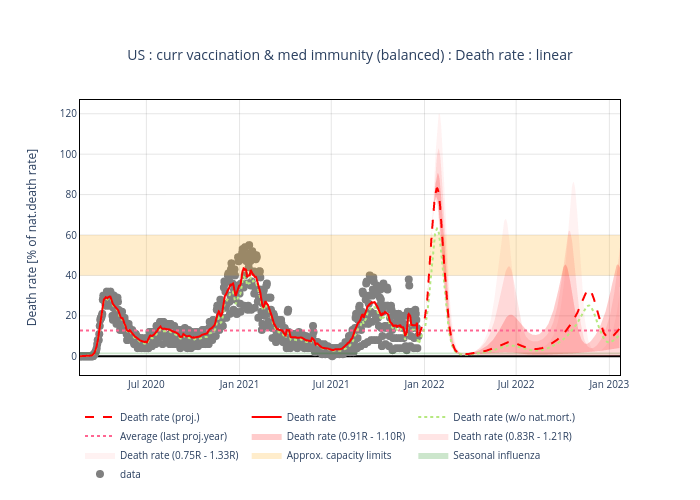 US : curr vaccination & med immunity (balanced) : Death rate : linear
Death rate [% of nat.death rate]
120
100
80
60
40
20
0
Jul 2020
Jan 2021
Jul 2021
Jan 2022
Jul 2022
Jan 2023
Death rate (proj.)
Death rate
Death rate (w/o nat.mort.)
Average (last proj.year)
Death rate (0.91R - 1.10R)
Death rate (0.83R - 1.21R)
Death rate (0.75R - 1.33R)
Approx. capacity limits
Seasonal influenza
data